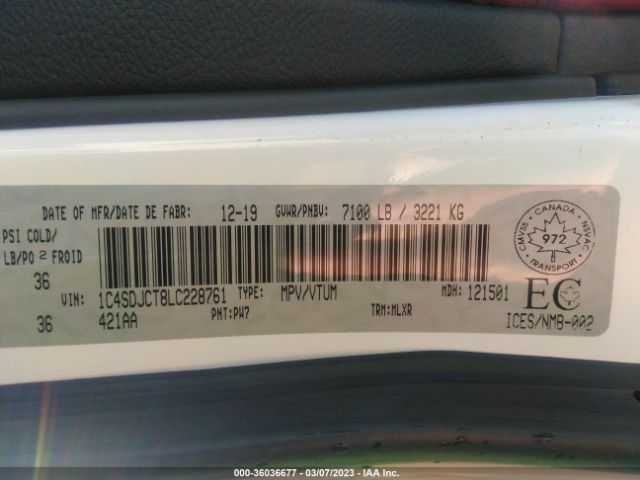 DATE OF MFR/DATE DE FABR: 12-19 GVWR/PNBV: 7100 LB / 3221 KG
PSI COLD/
LB/PO 2 FROID
36
VIN: 1C4SDJCT8LC228761 TYPE: MPV/VTUM MDH: 121501
36 421AA PNT: PW7 TRM: MLXR
CANADA
CMVSS 972 NSVAC
TRANSPORT
EC
ICES/NMB-002
000-36036677 - 03/07/2023 - IAA Inc.